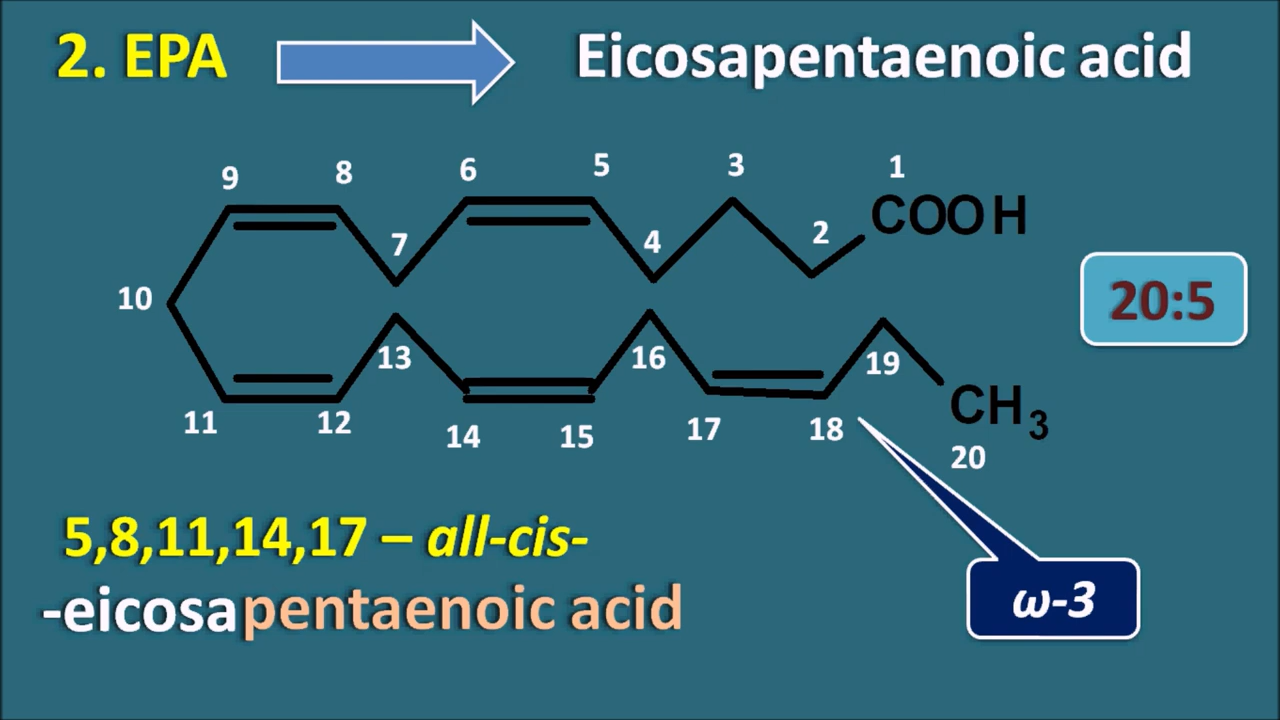 2. EPA Eicosapentaenoic acid
9 8 6 5 3 1
7 4 2 COOH
10 20:5
13 16 19
CH3
11 12 14 15 17 18 20
5,8,11,14,17 – all-cis-
-eicosapentaenoic acid
ω-3